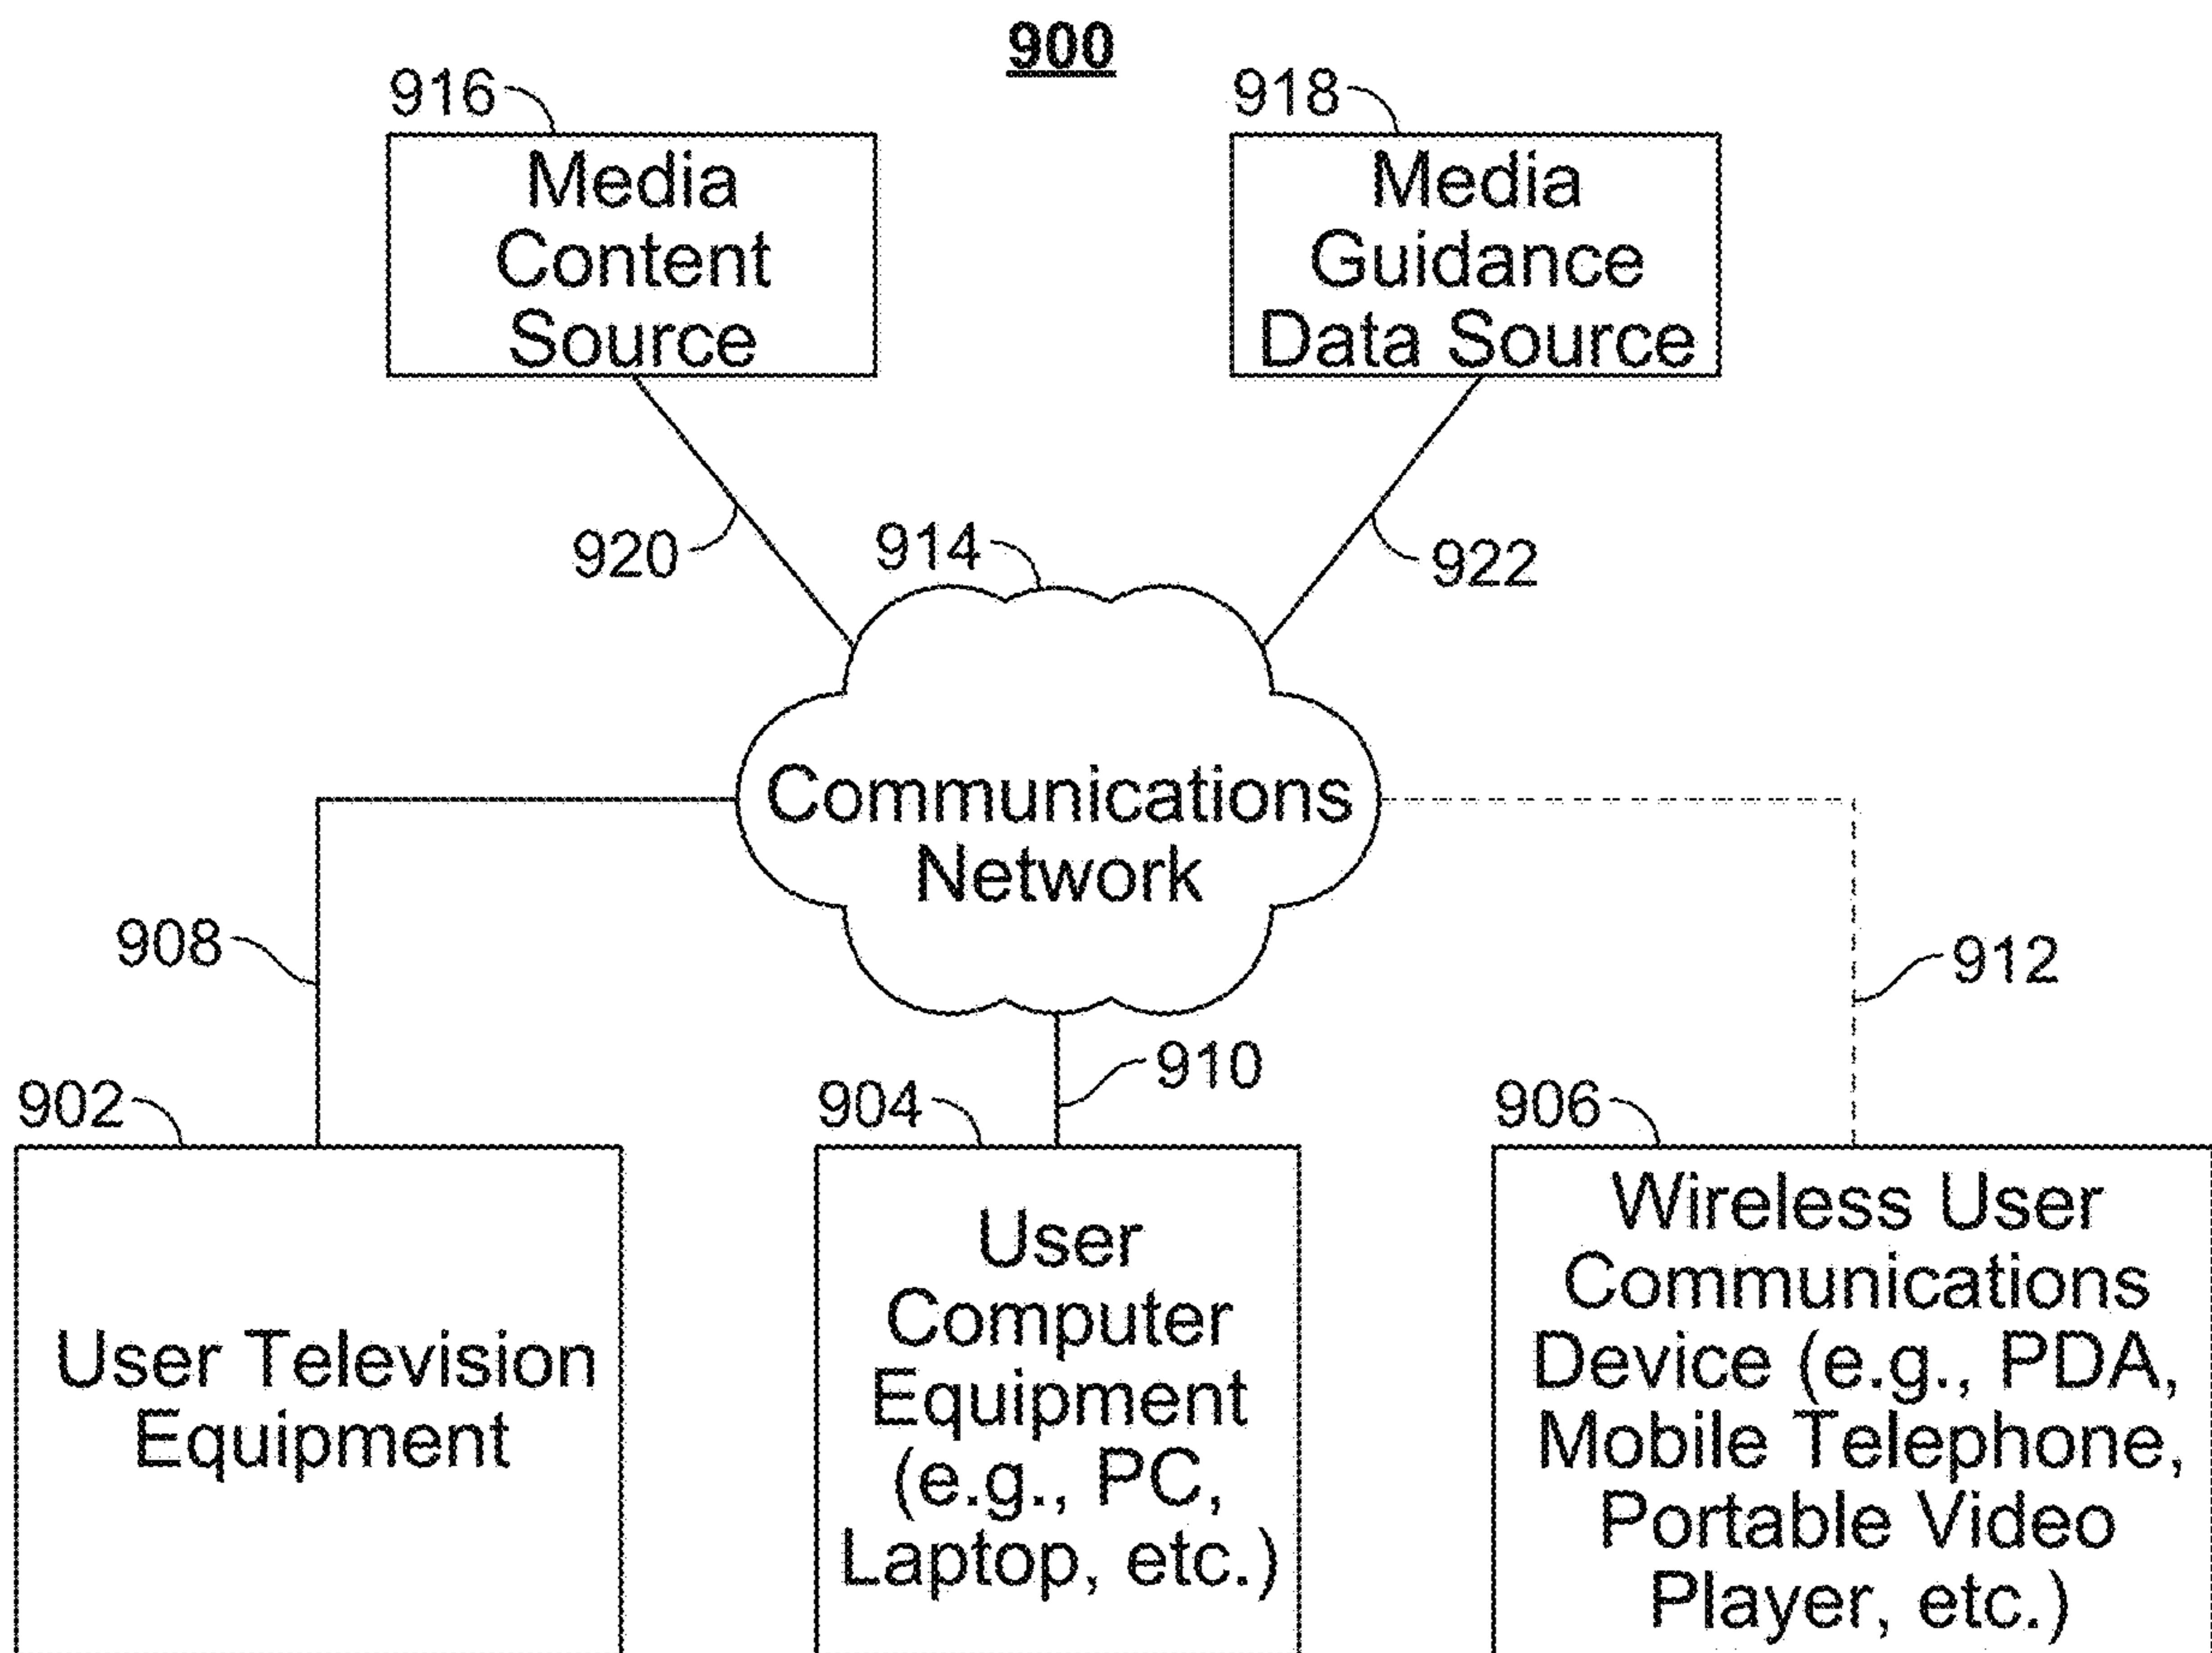 900
916
918
Media
Content
Source
Media
Guidance
Data Source
920
914
922
Communications
Network
908
912
910
902
904
906
User Television
Equipment
User
Computer
Equipment
(e.g., PC,
Laptop, etc.)
Wireless User
Communications
Device (e.g., PDA,
Mobile Telephone,
Portable Video
Player, etc.)